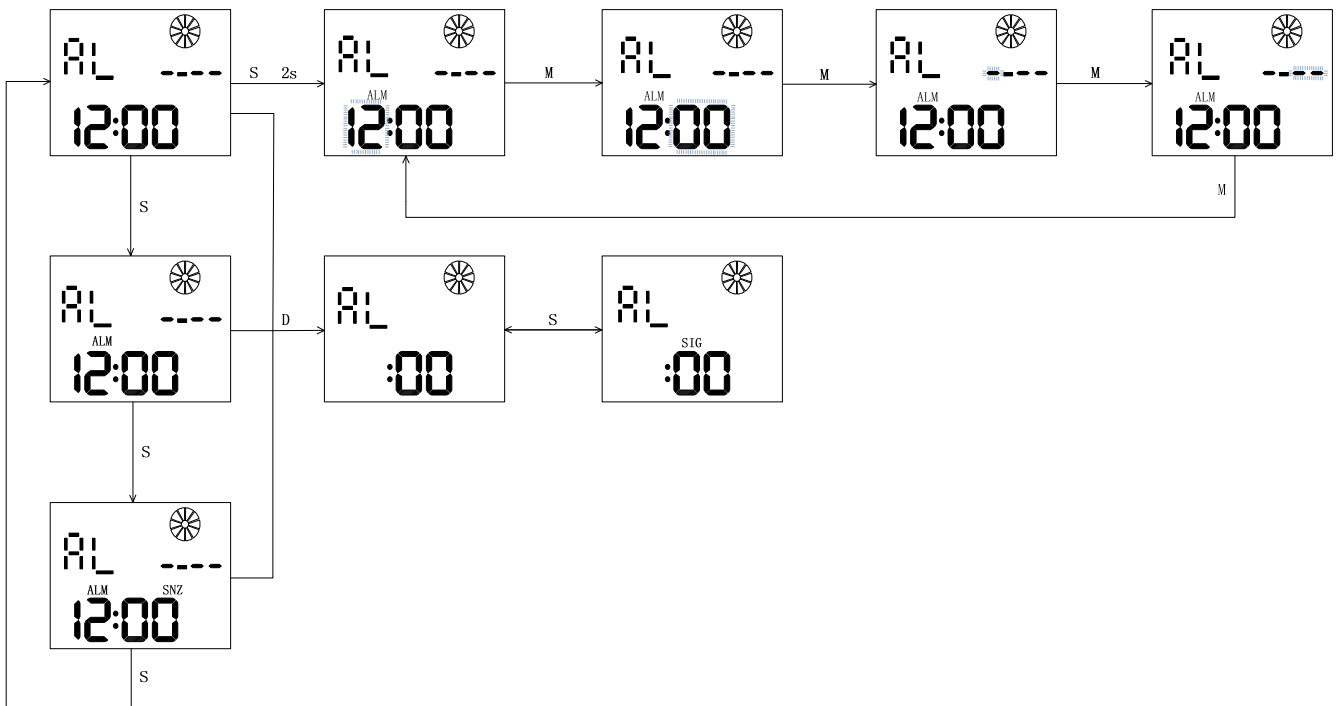 AL -.--- AL -.--- AL -.--- AL -.--- AL -.---
S 2s M M M
ALM ALM ALM ALM
12:00 12:00 12:00 12:00 12:00
M
S
AL -.--- AL AL
D S
ALM SIG
12:00 :00 :00
S
AL -.---
ALM SNZ
12:00
S